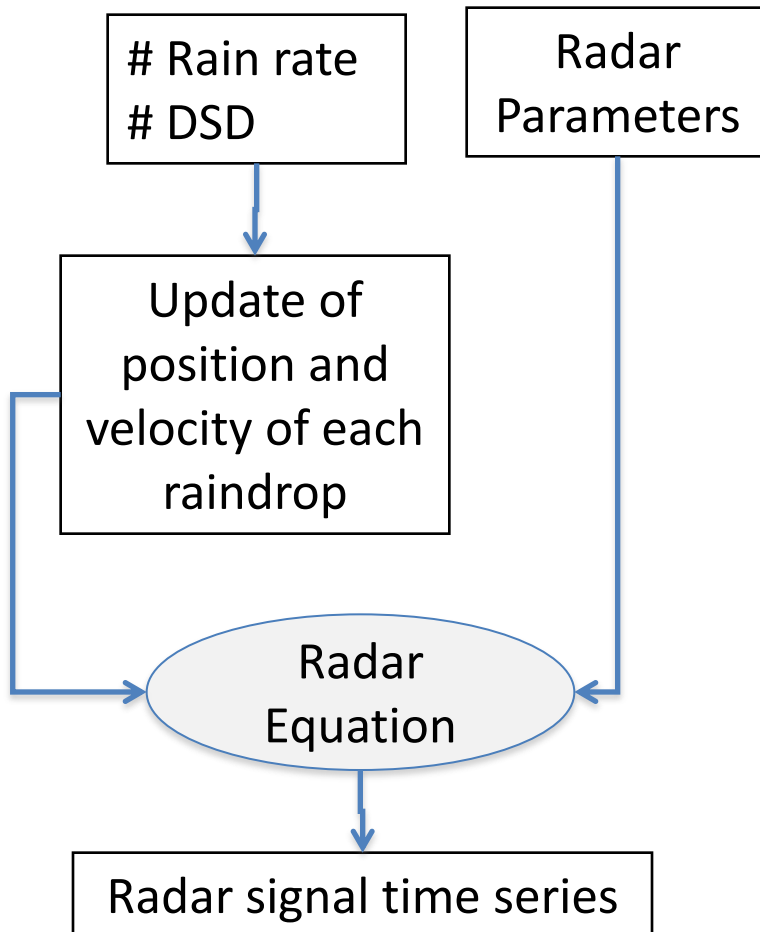 # Rain rate
# DSD
Radar
Parameters
Update of
position and
velocity of each
raindrop
Radar
Equation
Radar signal time series